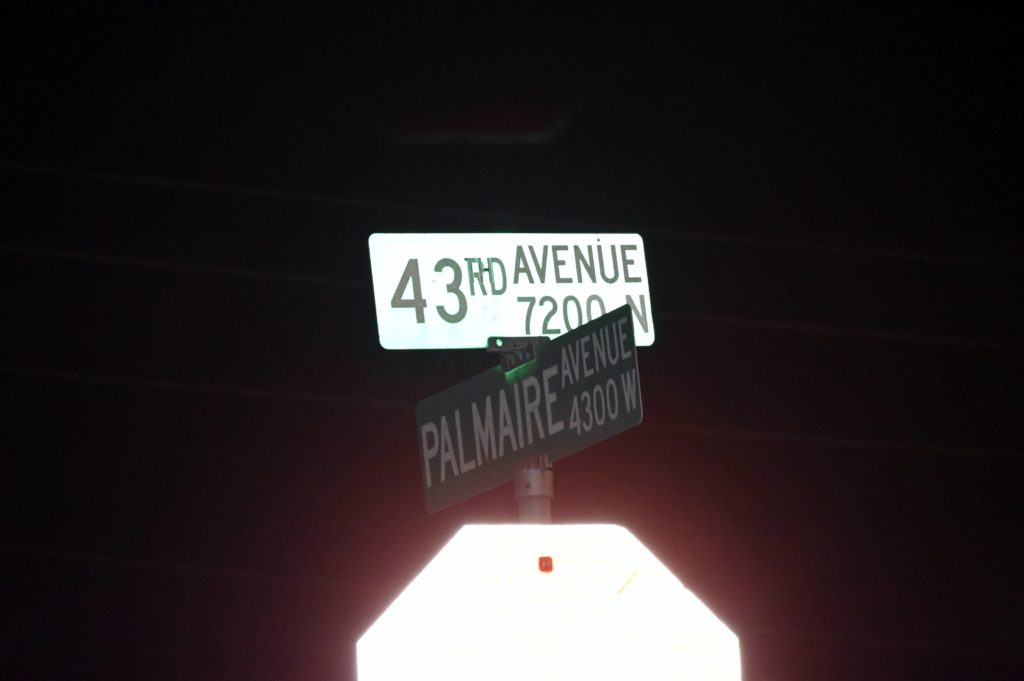 43RD AVENUE
7200 N
PALMAIRE AVENUE
4300 W